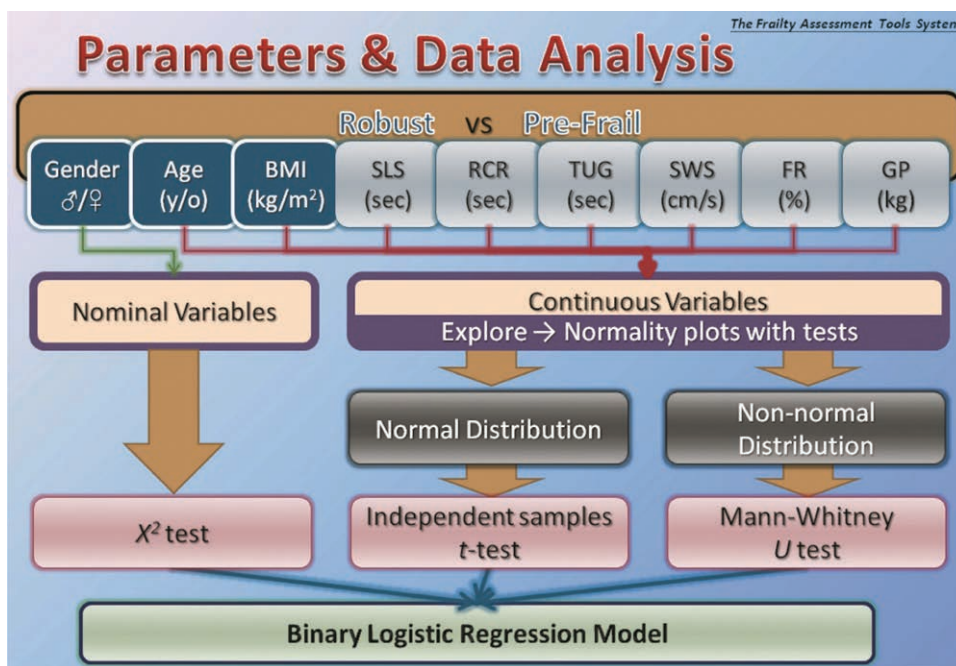 The Frailty Assessment Tools System
Parameters & Data Analysis
Robust vs Pre-Frail
Gender
♂/♀
Age
(y/o)
BMI
(kg/m²)
SLS
(sec)
RCR
(sec)
TUG
(sec)
SWS
(cm/s)
FR
(%)
GP
(kg)
Nominal Variables
Continuous Variables
Explore → Normality plots with tests
Normal Distribution
Non-normal
Distribution
X² test
Independent samples
t-test
Mann-Whitney
U test
Binary Logistic Regression Model